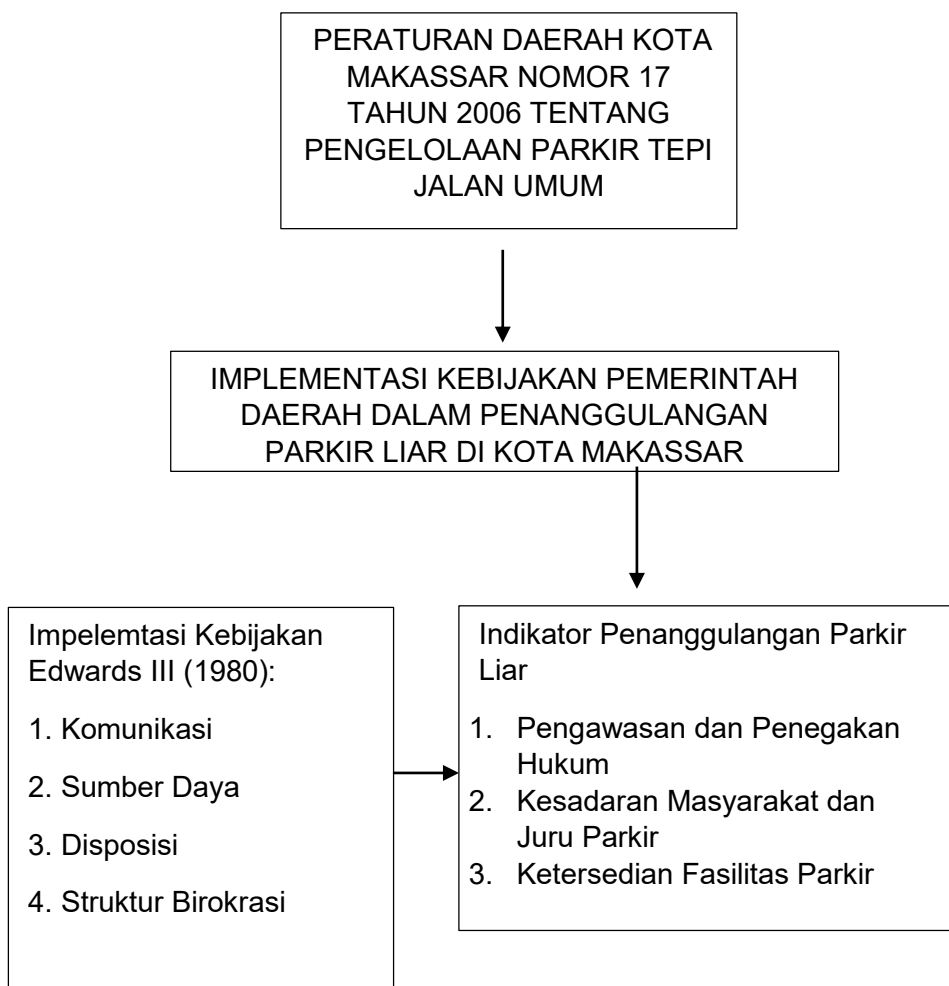 PERATURAN DAERAH KOTA
MAKASSAR NOMOR 17
TAHUN 2006 TENTANG
PENGELOLAAN PARKIR TEPI
JALAN UMUM
IMPLEMENTASI KEBIJAKAN PEMERINTAH
DAERAH DALAM PENANGGULANGAN
PARKIR LIAR DI KOTA MAKASSAR
Impelemtasi Kebijakan
Edwards III (1980):
1. Komunikasi
2. Sumber Daya
3. Disposisi
4. Struktur Birokrasi
Indikator Penanggulangan Parkir
Liar
1. Pengawasan dan Penegakan
Hukum
2. Kesadaran Masyarakat dan
Juru Parkir
3. Ketersedian Fasilitas Parkir